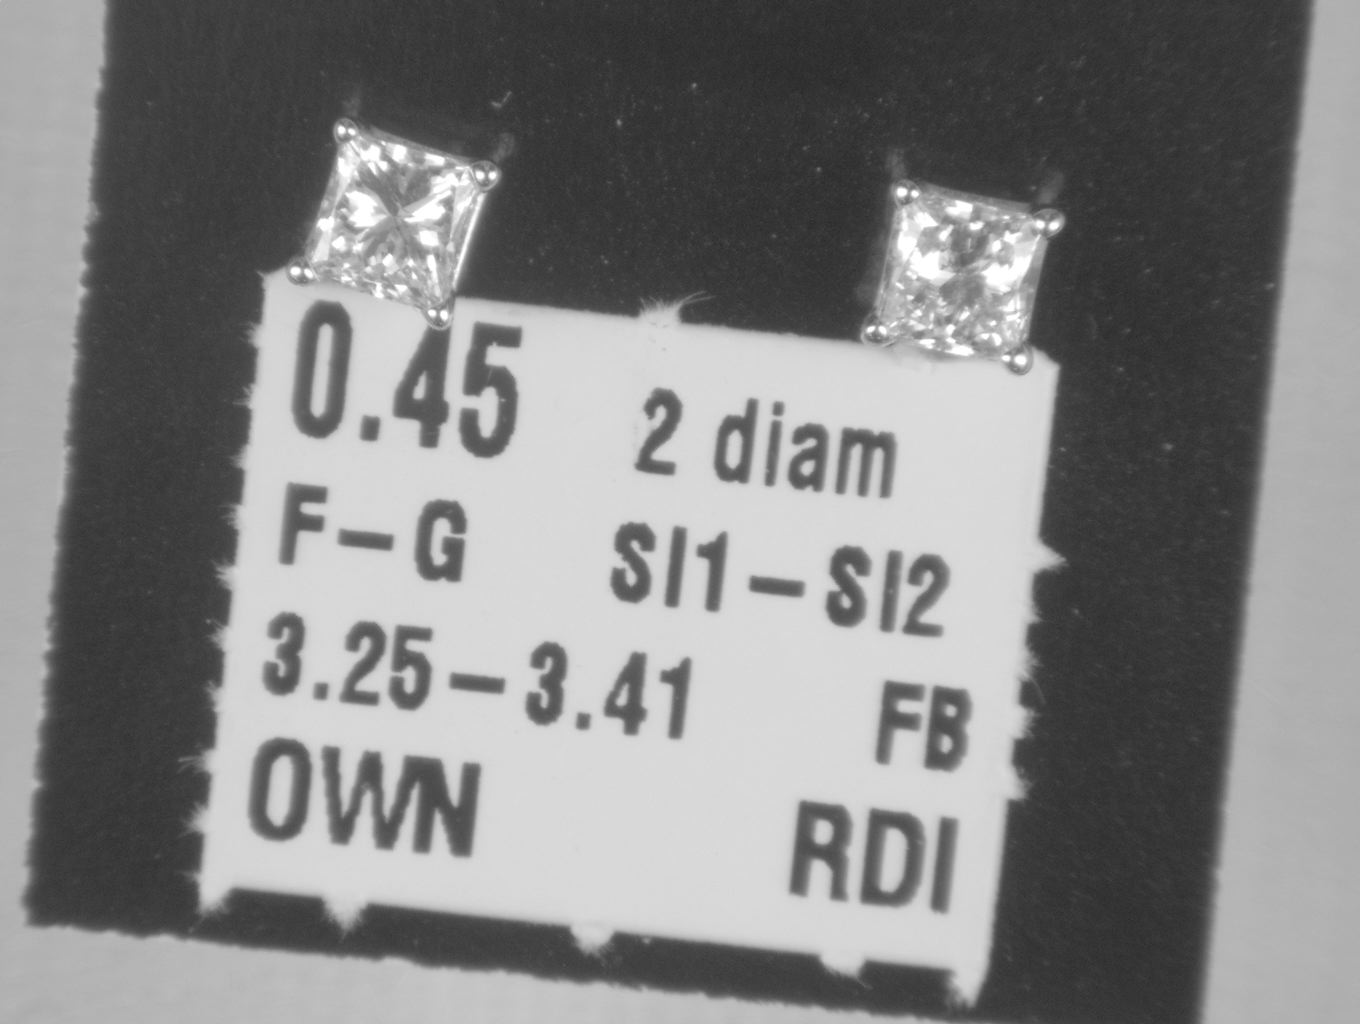 0.45 2 diam
F-G SI1-SI2
3.25-3.41 FB
OWN RDI